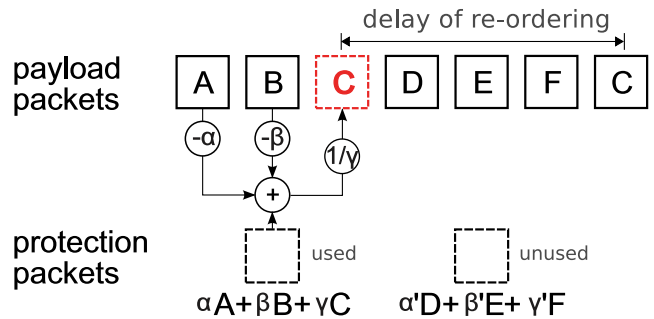 delay of re-ordering
payload
packets
A B C D E F C
-α -β 1/γ
+
protection
packets
used
unused
αA+βB+γC
α'D+β'E+γ'F